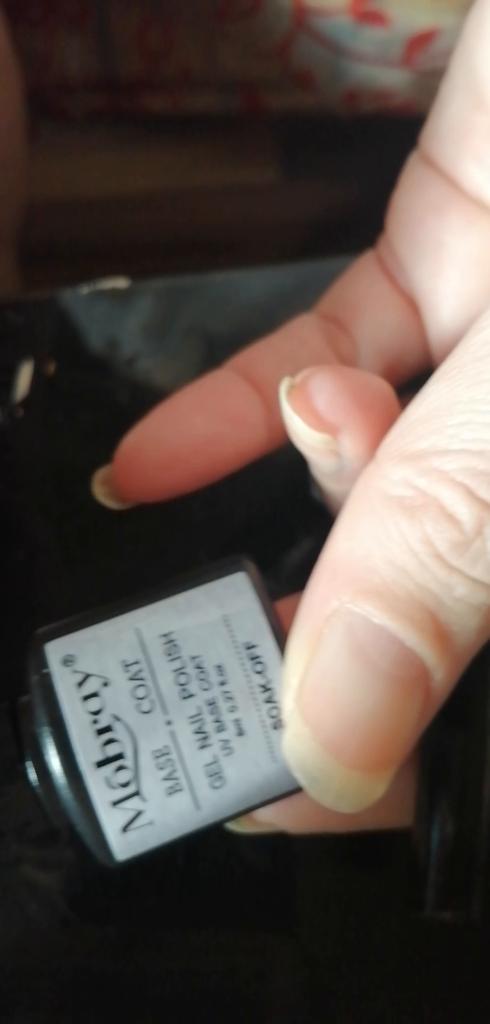 Mobray®
BASE COAT
GEL NAIL POLISH
UV BASE COAT
SOAK-OFF